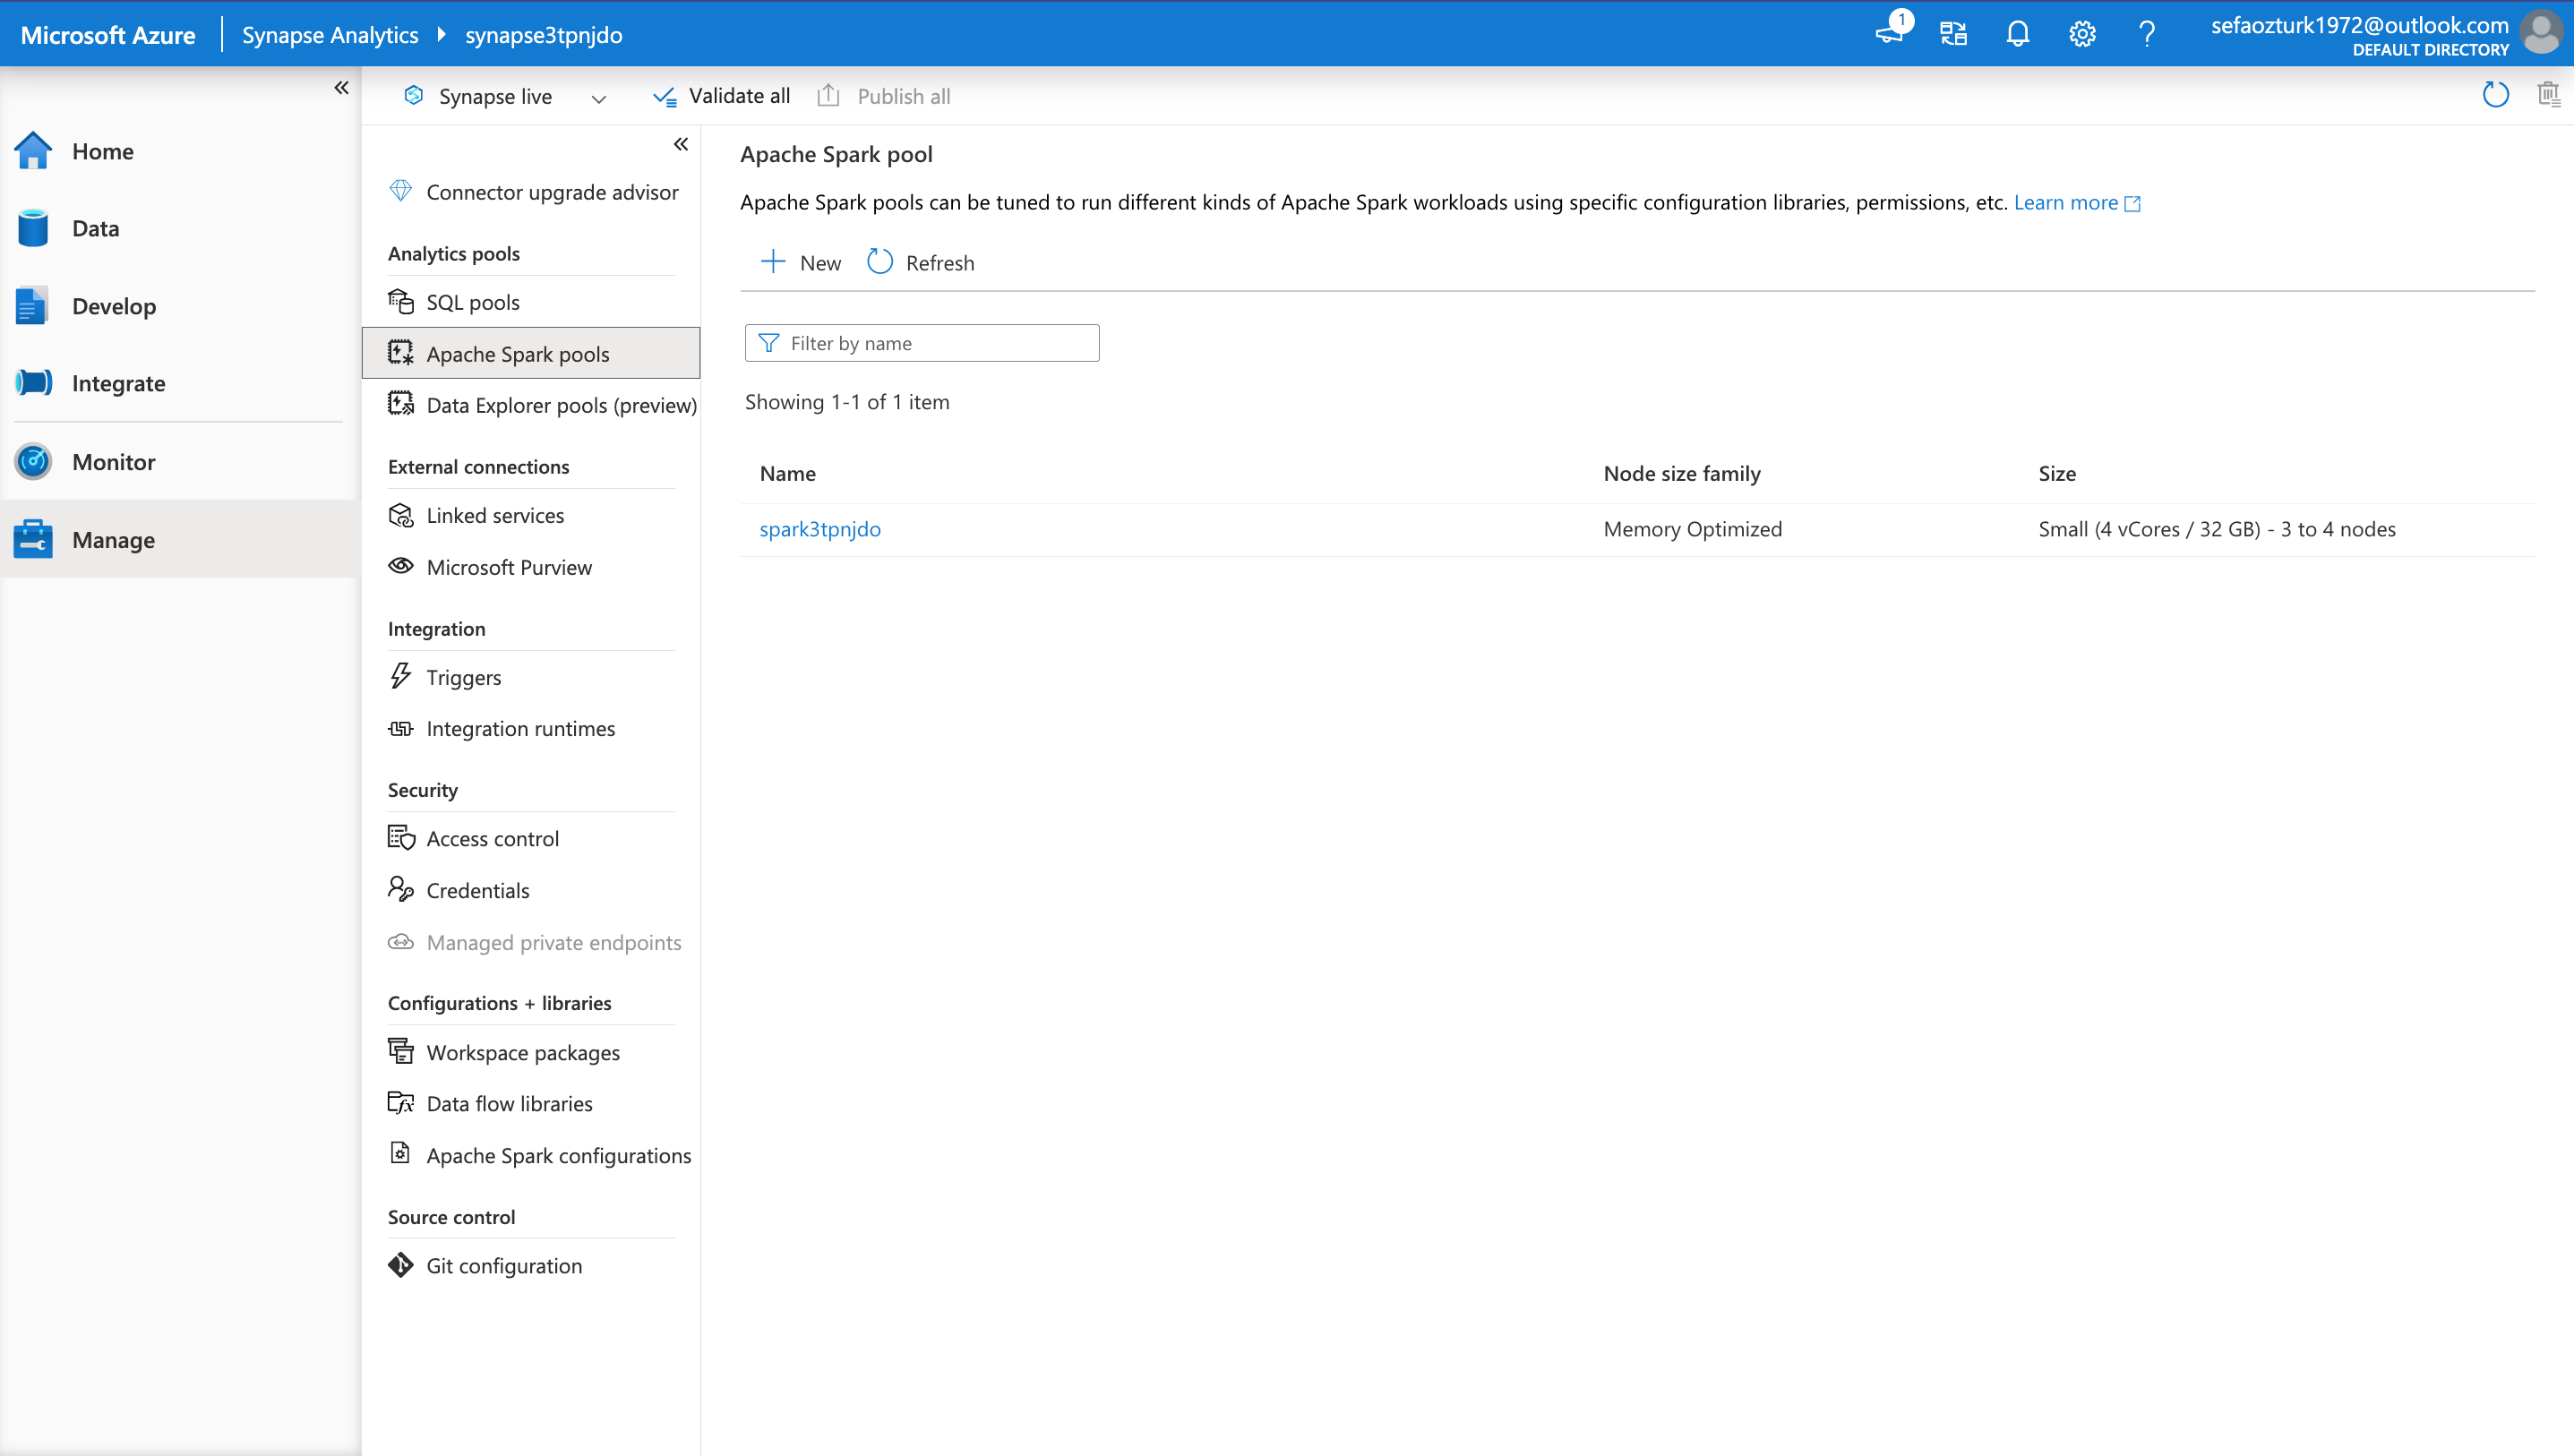 Microsoft Azure
Synapse Analytics
synapse3tpnjdo
1
sefaozturk1972@outlook.com
DEFAULT DIRECTORY
Home
Data
Develop
Integrate
Monitor
Manage
Synapse live
Validate all
Publish all
Connector upgrade advisor
Analytics pools
SQL pools
Apache Spark pools
Data Explorer pools (preview)
External connections
Linked services
Microsoft Purview
Integration
Triggers
Integration runtimes
Security
Access control
Credentials
Managed private endpoints
Configurations + libraries
Workspace packages
Data flow libraries
Apache Spark configurations
Source control
Git configuration
Apache Spark pool
Apache Spark pools can be tuned to run different kinds of Apache Spark workloads using specific configuration libraries, permissions, etc. Learn more
New
Refresh
Filter by name
Showing 1-1 of 1 item
Name Node size family Size
spark3tpnjdo Memory Optimized Small (4 vCores / 32 GB) - 3 to 4 nodes